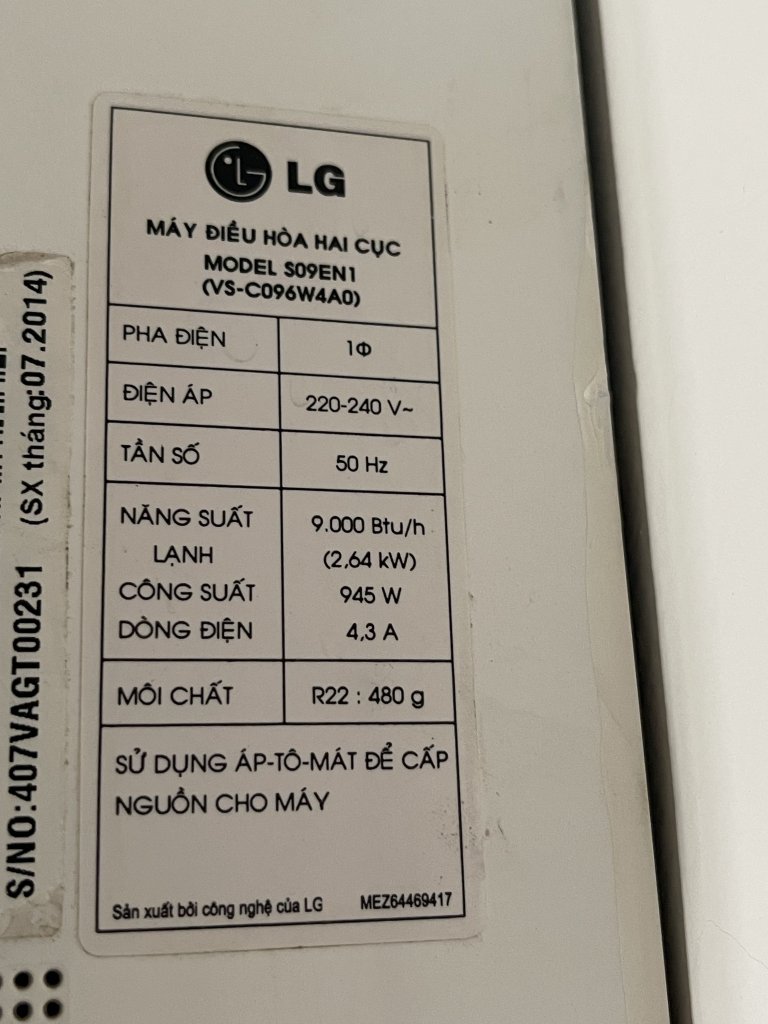 LG
MÁY ĐIỀU HÒA HAI CỤC
MODEL S09EN1
(VS-C096W4A0)
PHA ĐIỆN 1Φ
ĐIỆN ÁP 220-240 V~
TẦN SỐ 50 Hz
NĂNG SUẤT 9.000 Btu/h
LẠNH (2,64 kW)
CÔNG SUẤT 945 W
DÒNG ĐIỆN 4,3 A
MÔI CHẤT R22 : 480 g
SỬ DỤNG ÁP-TÔ-MÁT ĐỂ CẤP
NGUỒN CHO MÁY
Sản xuất bởi công nghệ của LG MEZ64469417
S/NO:407VAGT00231 (SX tháng:07.2014)